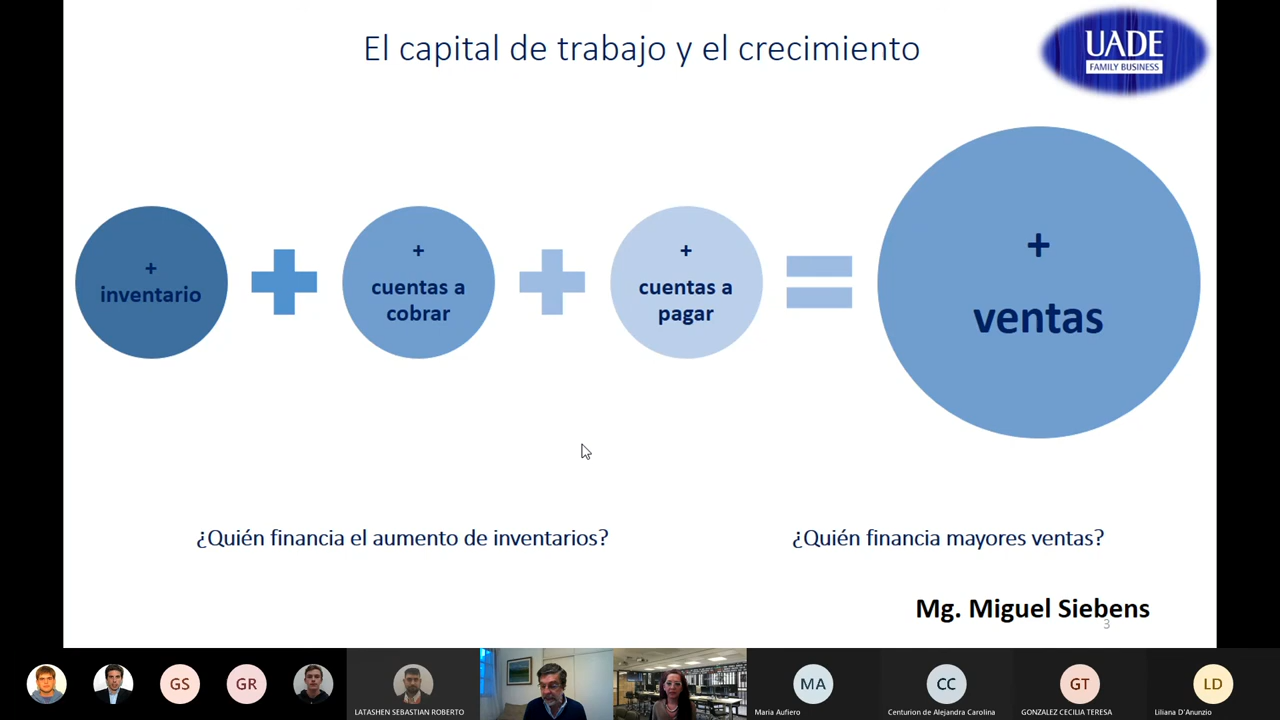 El capital de trabajo y el crecimiento
UADE
FAMILY BUSINESS
+
inventario
+
cuentas a
cobrar
+
cuentas a
pagar
+
ventas
¿Quién financia el aumento de inventarios?
¿Quién financia mayores ventas?
Mg. Miguel Siebens
3
GS
GR
LATASHEN SEBASTIAN ROBERTO
MA
Maria Aufiero
CC
Centurion de Alejandra Carolina
GT
GONZALEZ CECILIA TERESA
LD
Liliana D'Anunzio